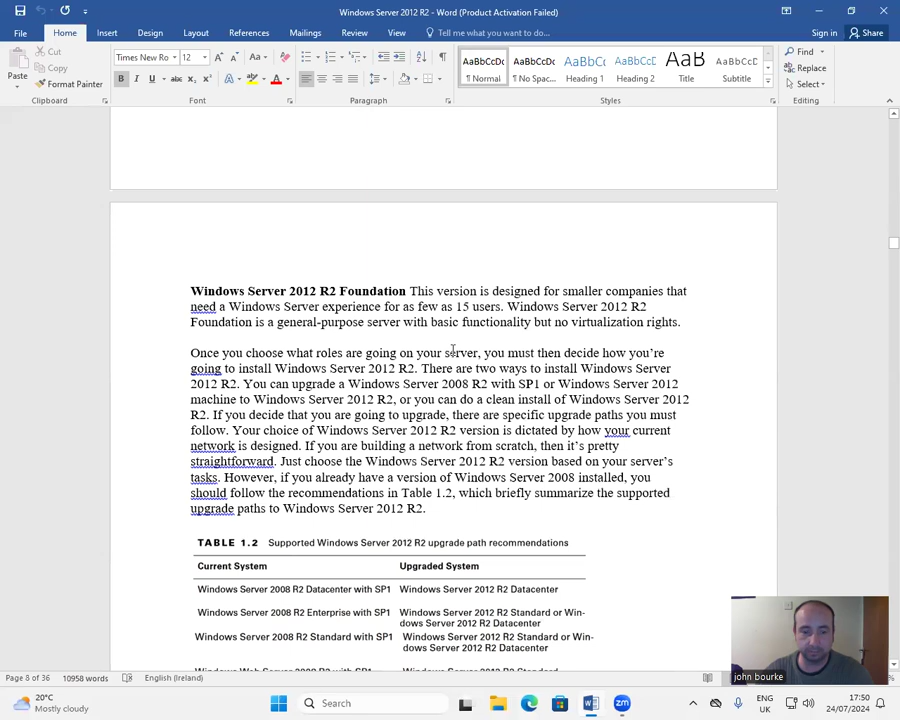 Windows Server 2012 R2 - Word (Product Activation Failed)
File Home Insert Design Layout References Mailings Review View Tell me what you want to do... Sign in Share
Cut
Copy
Format Painter
Paste
Times New Ro 12
AaBbCcDc AaBbCcDc AaBbCc AaBbCcC AaB AaBbCcC
¶ Normal ¶ No Spac... Heading 1 Heading 2 Title Subtitle
Find
Replace
Select
Clipboard Font Paragraph Styles Editing
Windows Server 2012 R2 Foundation This version is designed for smaller companies that
need a Windows Server experience for as few as 15 users. Windows Server 2012 R2
Foundation is a general-purpose server with basic functionality but no virtualization rights.
Once you choose what roles are going on your server, you must then decide how you're
going to install Windows Server 2012 R2. There are two ways to install Windows Server
2012 R2. You can upgrade a Windows Server 2008 R2 with SP1 or Windows Server 2012
machine to Windows Server 2012 R2, or you can do a clean install of Windows Server 2012
R2. If you decide that you are going to upgrade, there are specific upgrade paths you must
follow. Your choice of Windows Server 2012 R2 version is dictated by how your current
network is designed. If you are building a network from scratch, then it's pretty
straightforward. Just choose the Windows Server 2012 R2 version based on your server's
tasks. However, if you already have a version of Windows Server 2008 installed, you
should follow the recommendations in Table 1.2, which briefly summarize the supported
upgrade paths to Windows Server 2012 R2.
TABLE 1.2 Supported Windows Server 2012 R2 upgrade path recommendations
Current System Upgraded System
Windows Server 2008 R2 Datacenter with SP1 Windows Server 2012 R2 Datacenter
Windows Server 2008 R2 Enterprise with SP1 Windows Server 2012 R2 Standard or Win-
dows Server 2012 R2 Datacenter
Windows Server 2008 R2 Standard with SP1 Windows Server 2012 R2 Standard or Win-
dows Server 2012 R2 Datacenter
john bourke
Page 8 of 36 10958 words English (Ireland)
20°C
Mostly cloudy
Search
ENG
UK
17:50
24/07/2024